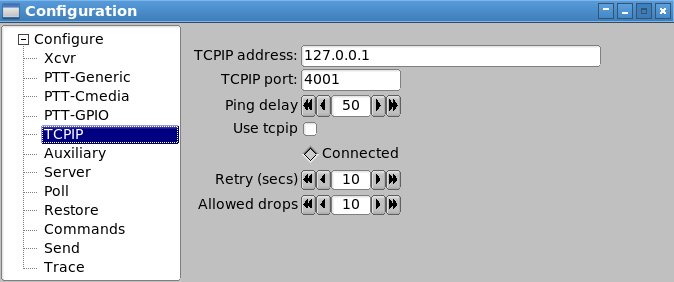 Configuration
Configure
Xcvr
PTT-Generic
PTT-Cmedia
PTT-GPIO
TCPIP
Auxiliary
Server
Poll
Restore
Commands
Send
Trace
TCPIP address: 127.0.0.1
TCPIP port: 4001
Ping delay 50
Use tcpip
Connected
Retry (secs) 10
Allowed drops 10